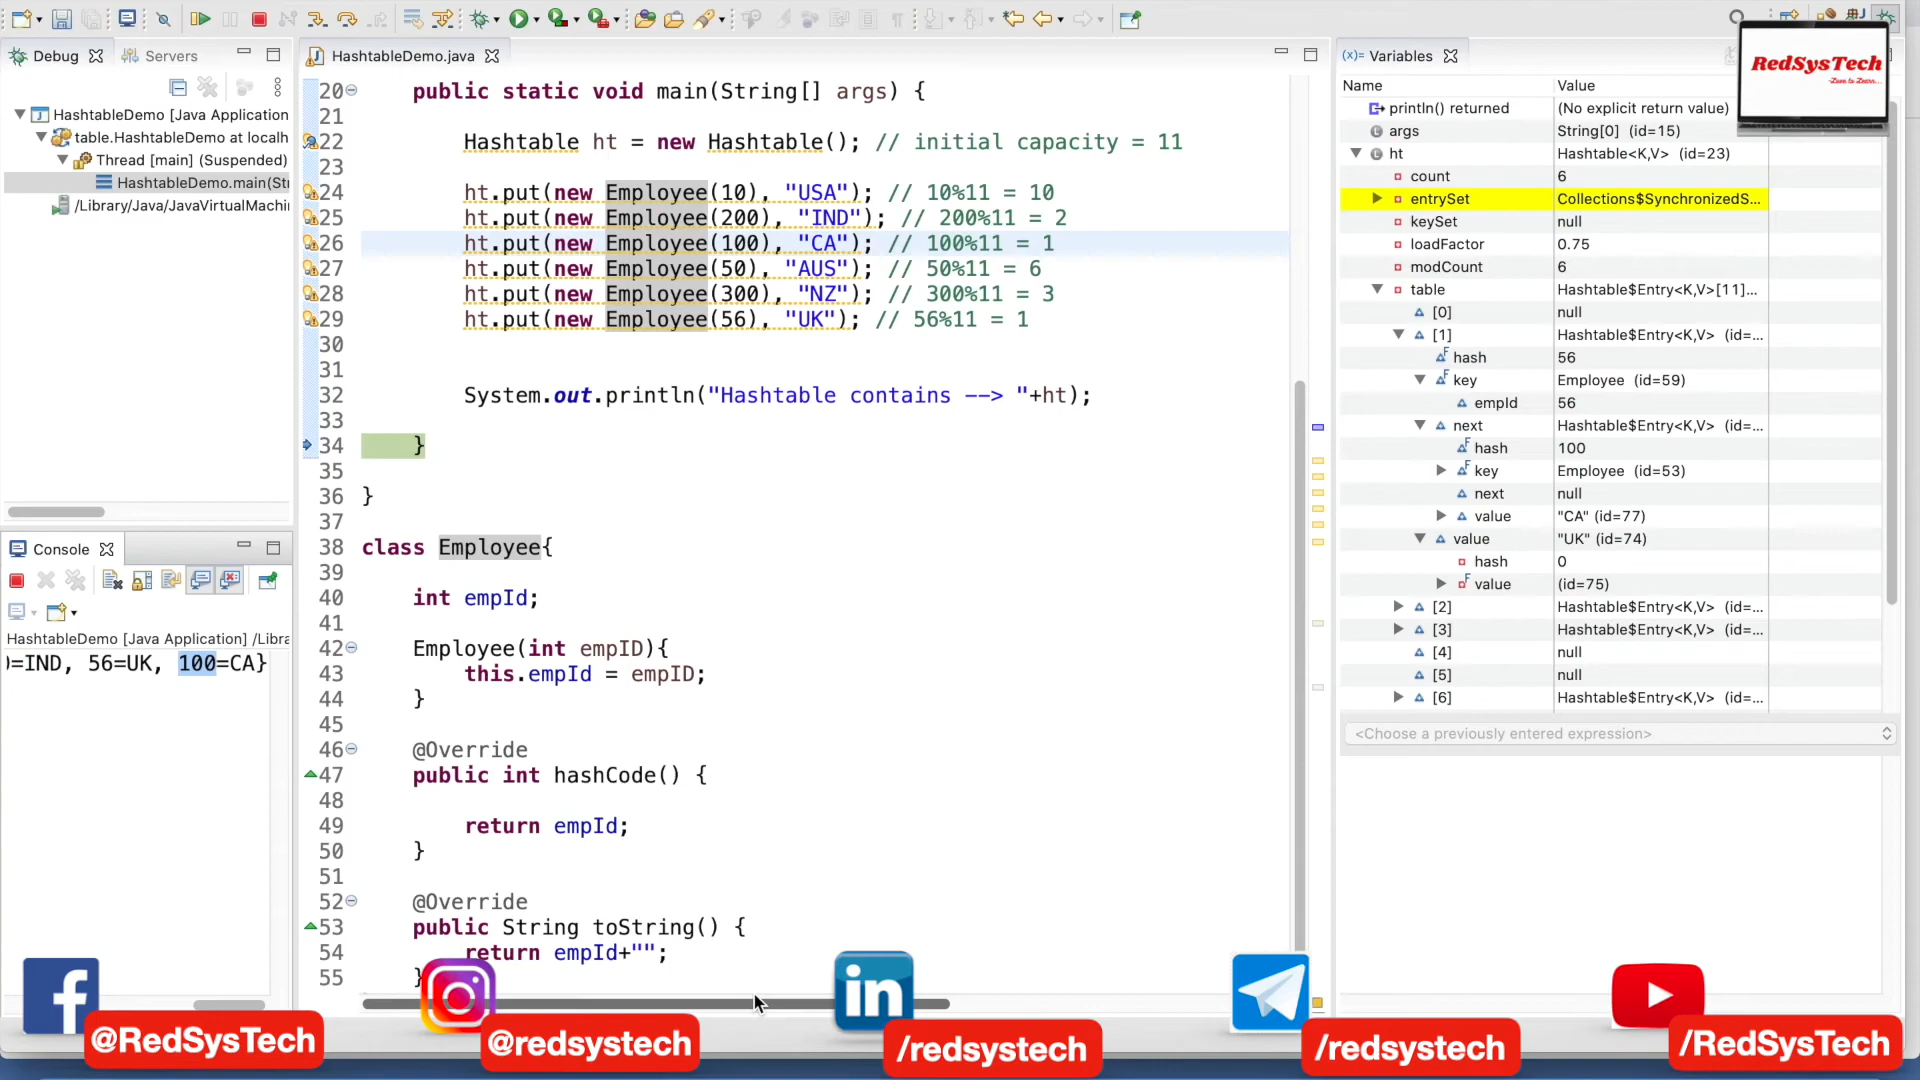 Debug
Servers
HashtableDemo [Java Application
table.HashtableDemo at localh
Thread [main] (Suspended)
HashtableDemo.main(St
/Library/Java/JavaVirtualMachi
Console
HashtableDemo [Java Application] /Libra
)=IND, 56=UK, 100=CA}
HashtableDemo.java
20 public static void main(String[] args) {
21
22 Hashtable ht = new Hashtable(); // initial capacity = 11
23
24 ht.put(new Employee(10), "USA"); // 10%11 = 10
25 ht.put(new Employee(200), "IND"); // 200%11 = 2
26 ht.put(new Employee(100), "CA"); // 100%11 = 1
27 ht.put(new Employee(50), "AUS"); // 50%11 = 6
28 ht.put(new Employee(300), "NZ"); // 300%11 = 3
29 ht.put(new Employee(56), "UK"); // 56%11 = 1
30
31
32 System.out.println("Hashtable contains --> "+ht);
33
34 }
35
36 }
37
38 class Employee{
39
40 int empId;
41
42 Employee(int empID){
43 this.empId = empID;
44 }
45
46 @Override
47 public int hashCode() {
48
49 return empId;
50 }
51
52 @Override
53 public String toString() {
54 return empId+"";
55 }
(x)= Variables
Name Value
println() returned (No explicit return value)
args String[0] (id=15)
ht Hashtable<K,V> (id=23)
count 6
entrySet Collections$SynchronizedS...
keySet null
loadFactor 0.75
modCount 6
table Hashtable$Entry<K,V>[11]...
[0] null
[1] Hashtable$Entry<K,V> (id=...
hash 56
key Employee (id=59)
empId 56
next Hashtable$Entry<K,V> (id=...
hash 100
key Employee (id=53)
next null
value "CA" (id=77)
value "UK" (id=74)
hash 0
value (id=75)
[2] Hashtable$Entry<K,V> (id=...
[3] Hashtable$Entry<K,V> (id=...
[4] null
[5] null
[6] Hashtable$Entry<K,V> (id=...
<Choose a previously entered expression>
RedSysTech
@RedSysTech
@redsystech
in
/redsystech
/redsystech
/RedSysTech